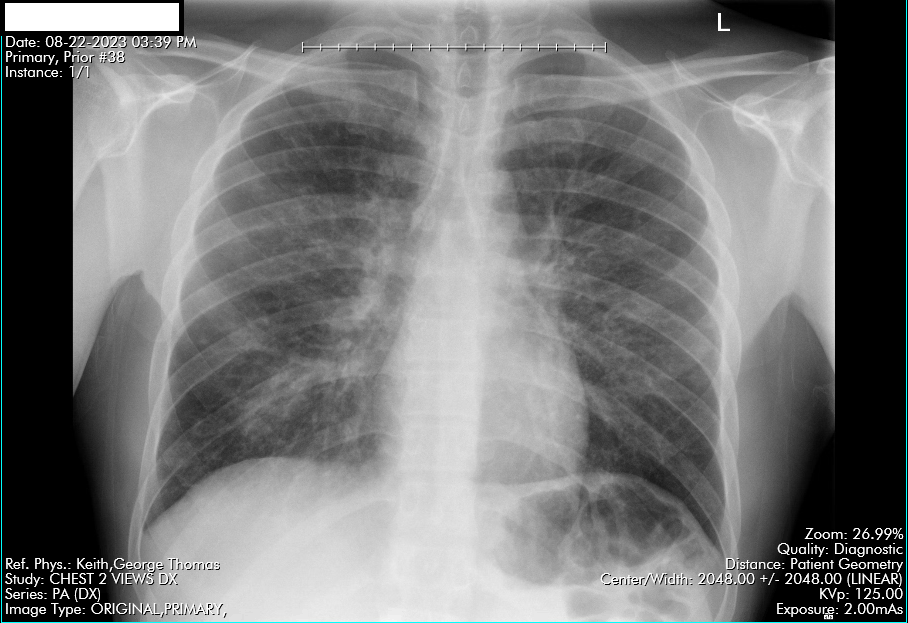 L
Date: 08-22-2023 03:39 PM
Primary, Prior #38
Instance: 1/1
Ref. Phys.: Keith,George Thomas
Study: CHEST 2 VIEWS DX
Series: PA (DX)
Image Type: ORIGINAL,PRIMARY,
Zoom: 26.99%
Quality: Diagnostic
Distance: Patient Geometry
Center/Width: 2048.00 +/- 2048.00 (LINEAR)
KVp: 125.00
Exposure: 2.00mAs